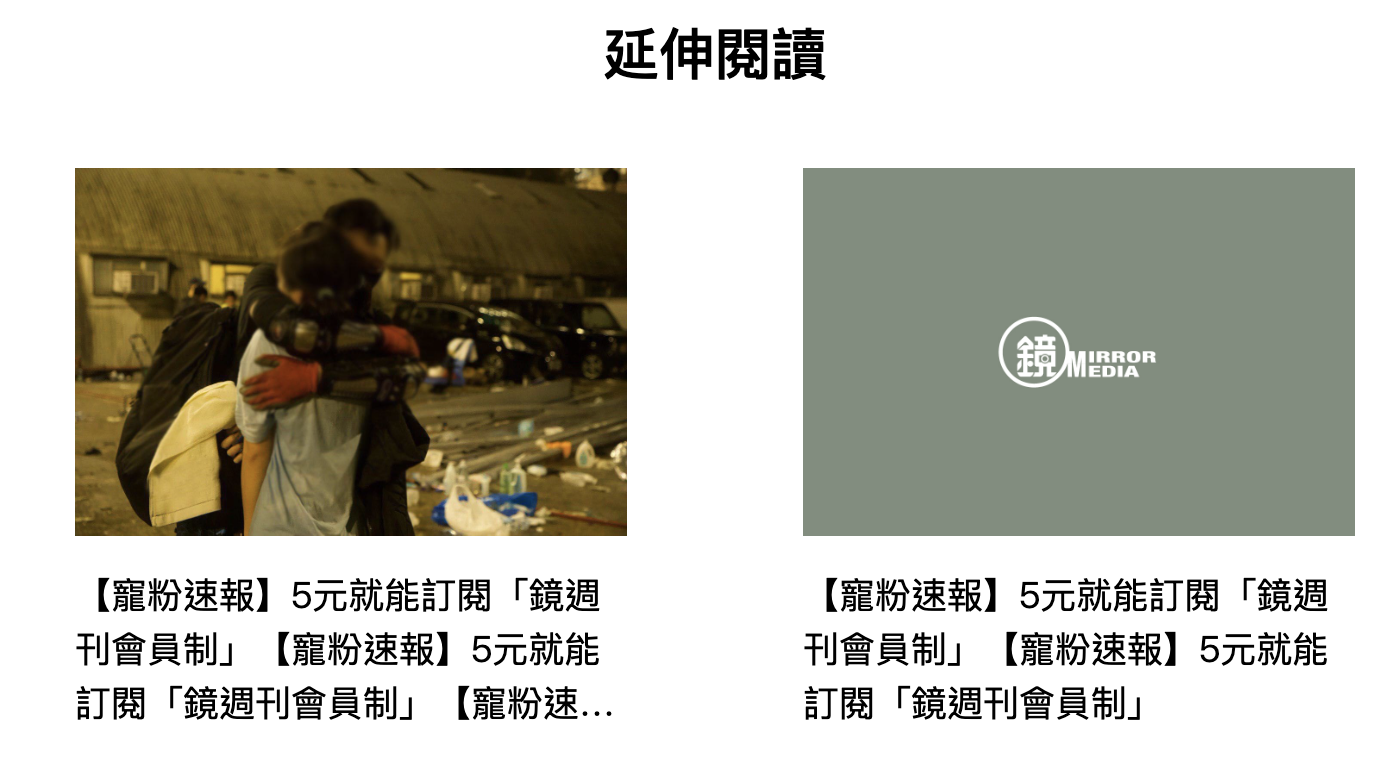 延伸閱讀
鏡 MIRROR
MEDIA
【寵粉速報】5元就能訂閱「鏡週
刊會員制」【寵粉速報】5元就能
訂閱「鏡週刊會員制」【寵粉速...
【寵粉速報】5元就能訂閱「鏡週
刊會員制」【寵粉速報】5元就能
訂閱「鏡週刊會員制」